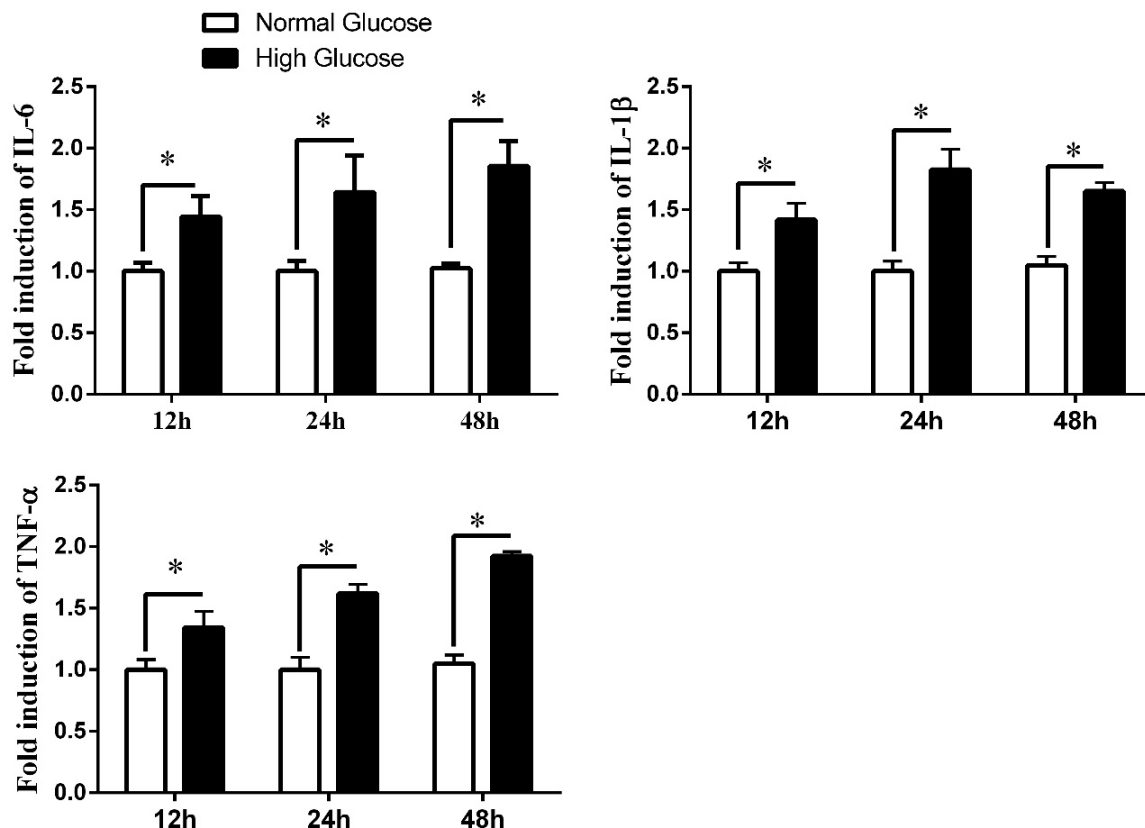 Normal Glucose
High Glucose
Fold induction of IL-6
2.5
2.0
1.5
1.0
0.5
0.0
*
*
*
12h
24h
48h
Fold induction of IL-1β
2.5
2.0
1.5
1.0
0.5
0.0
*
*
*
12h
24h
48h
Fold induction of TNF-α
2.5
2.0
1.5
1.0
0.5
0.0
*
*
*
12h
24h
48h